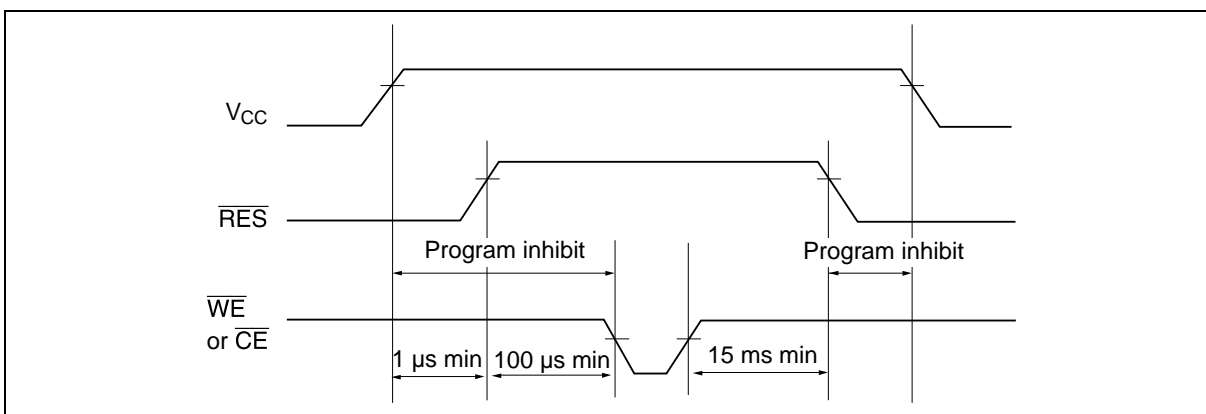 VCC
RES
Program inhibit
Program inhibit
WE
or CE
1 µs min
100 µs min
15 ms min